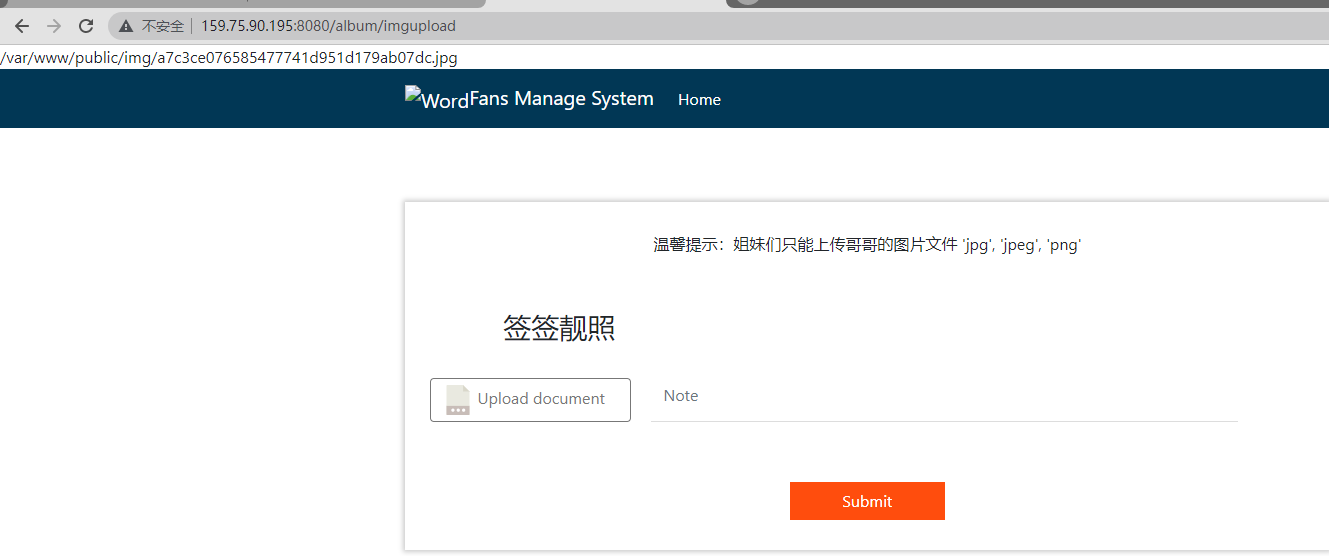 不安全 159.75.90.195:8080/album/imgupload
/var/www/public/img/a7c3ce076585477741d951d179ab07dc.jpg
WordFans Manage System Home
温馨提示：姐妹们只能上传哥哥的图片文件 'jpg', 'jpeg', 'png'
签签靓照
Upload document Note
Submit